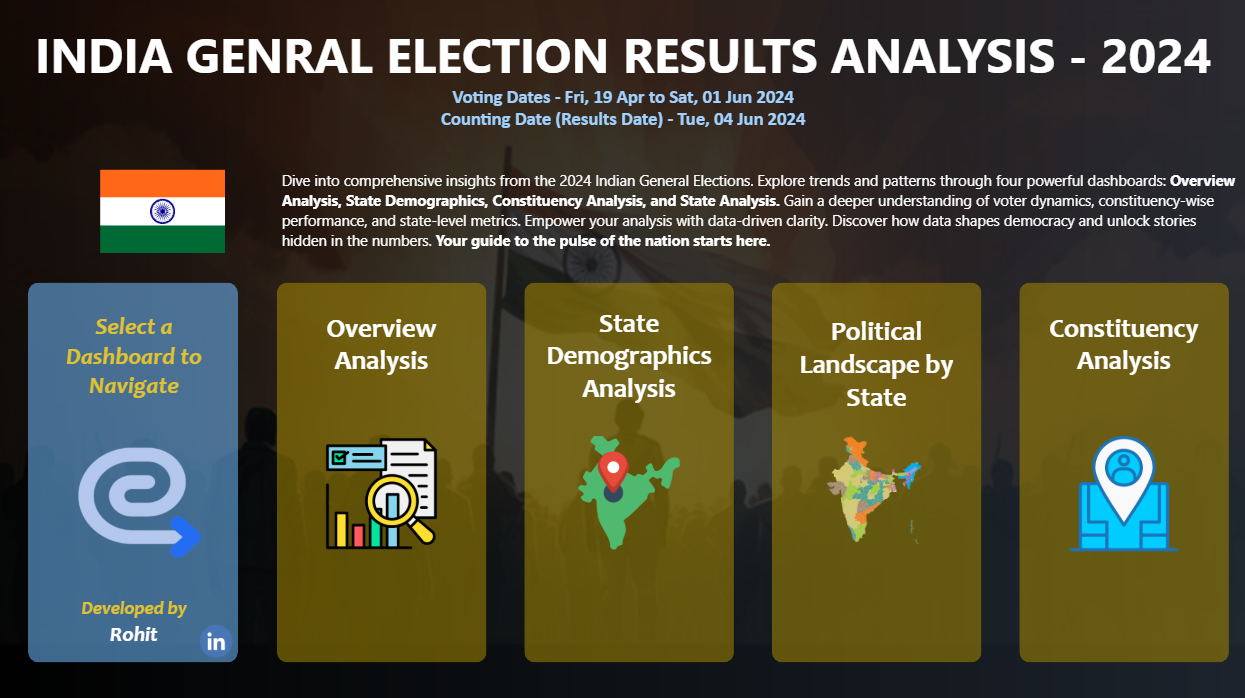 INDIA GENRAL ELECTION RESULTS ANALYSIS - 2024
Voting Dates - Fri, 19 Apr to Sat, 01 Jun 2024
Counting Date (Results Date) - Tue, 04 Jun 2024
Dive into comprehensive insights from the 2024 Indian General Elections. Explore trends and patterns through four powerful dashboards: Overview
Analysis, State Demographics, Constituency Analysis, and State Analysis. Gain a deeper understanding of voter dynamics, constituency-wise
performance, and state-level metrics. Empower your analysis with data-driven clarity. Discover how data shapes democracy and unlock stories
hidden in the numbers. Your guide to the pulse of the nation starts here.
Select a
Dashboard to
Navigate
Developed by
Rohit
in
Overview
Analysis
State
Demographics
Analysis
Political
Landscape by
State
Constituency
Analysis